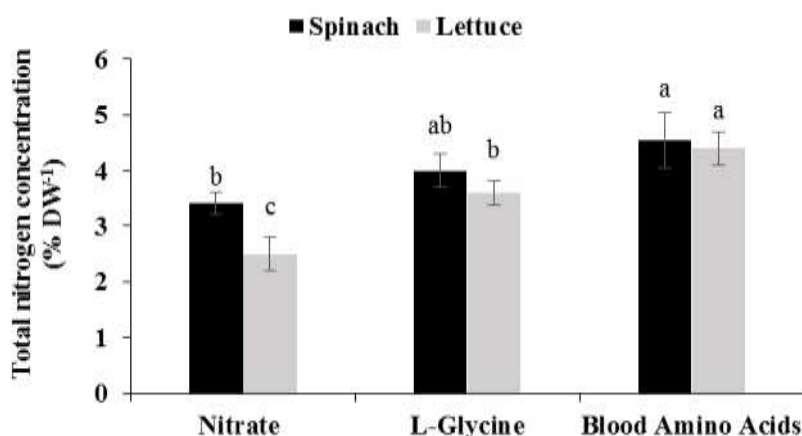 Spinach Lettuce
Total nitrogen concentration
(% DW⁻¹)
6
5
4
3
2
1
0
b
c
ab
b
a
a
Nitrate L-Glycine Blood Amino Acids